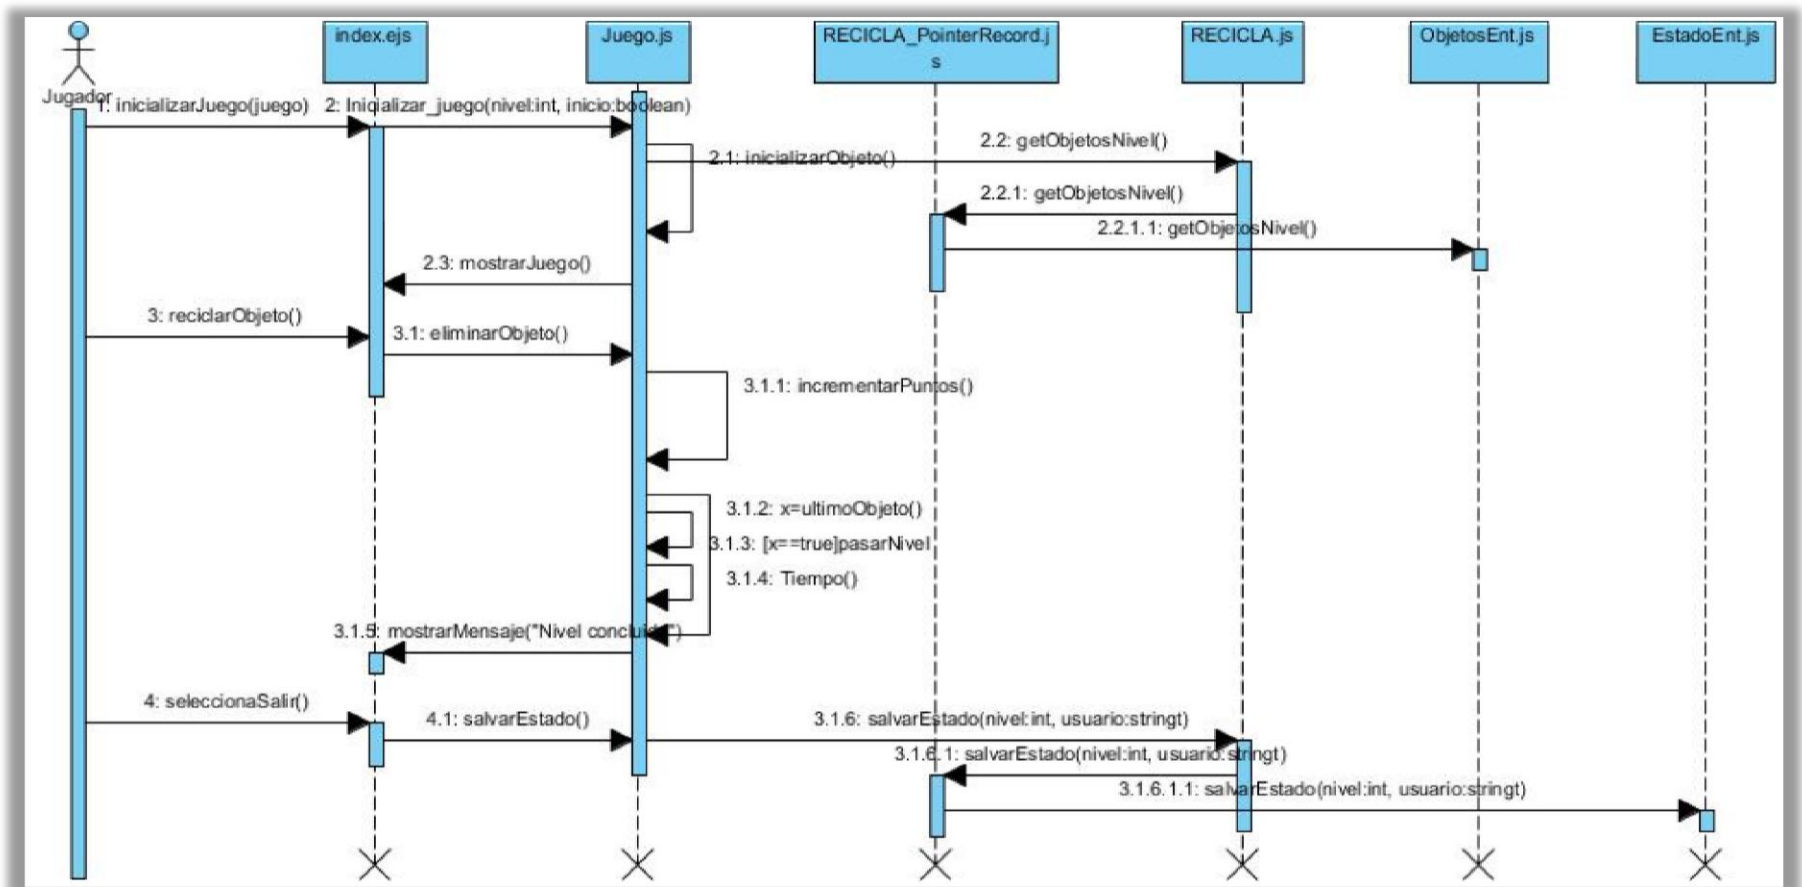 index.ejs
Juego.js
RECICLA_PointerRecord.j
s
RECICLA.js
ObjetosEnt.js
EstadoEnt.js
Jugador
1: inicializarJuego(juego)
2: Inicializar_juego(nivel:int, inicio:boolean)
2.1: inicializarObjeto()
2.2: getObjetosNivel()
2.2.1: getObjetosNivel()
2.2.1.1: getObjetosNivel()
2.3: mostrarJuego()
3: reciclarObjeto()
3.1: eliminarObjeto()
3.1.1: incrementarPuntos()
3.1.2: x=ultimoObjeto()
3.1.3: [x==true]pasarNivel
3.1.4: Tiempo()
3.1.5: mostrarMensaje("Nivel concluido")
4: seleccionaSalir()
4.1: salvarEstado()
3.1.6: salvarEstado(nivel:int, usuario:stringt)
3.1.6.1: salvarEstado(nivel:int, usuario:stringt)
3.1.6.1.1: salvarEstado(nivel:int, usuario:stringt)